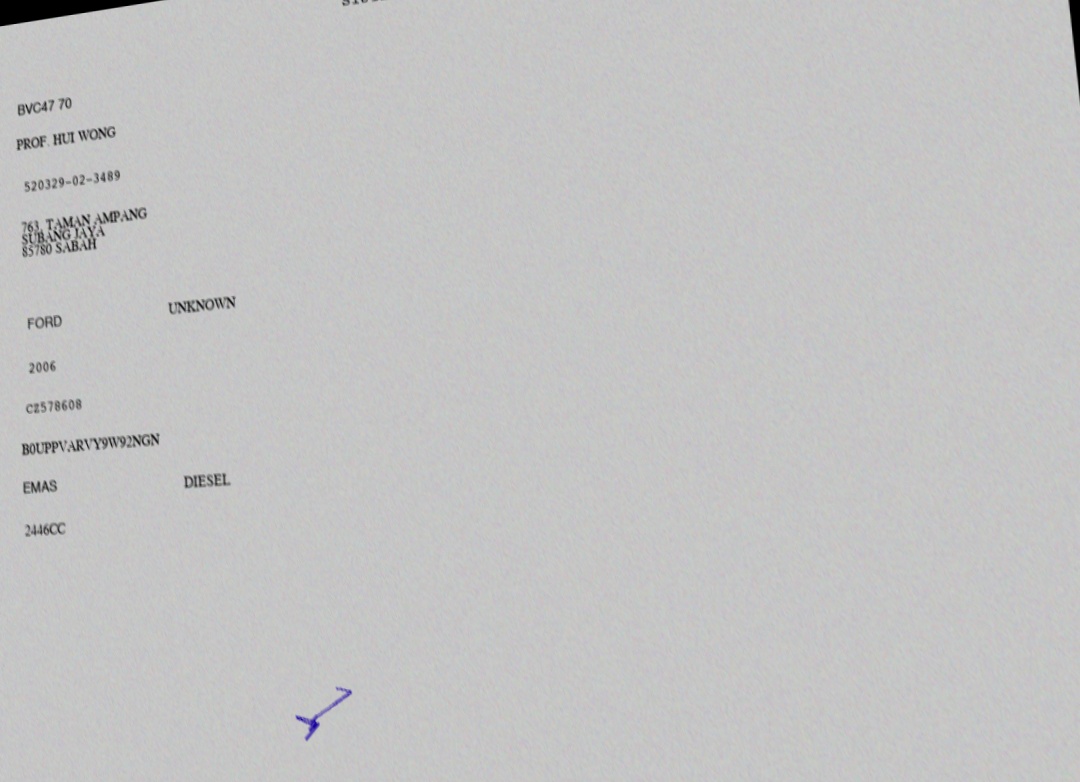 BVC47 70
PROF. HUI WONG
520329-02-3489
763, TAMAN AMPANG
SUBANG JAYA
85780 SABAH
FORD UNKNOWN
2006
CZ578608
B0UPPVARVY9W92NGN
EMAS DIESEL
2446CC